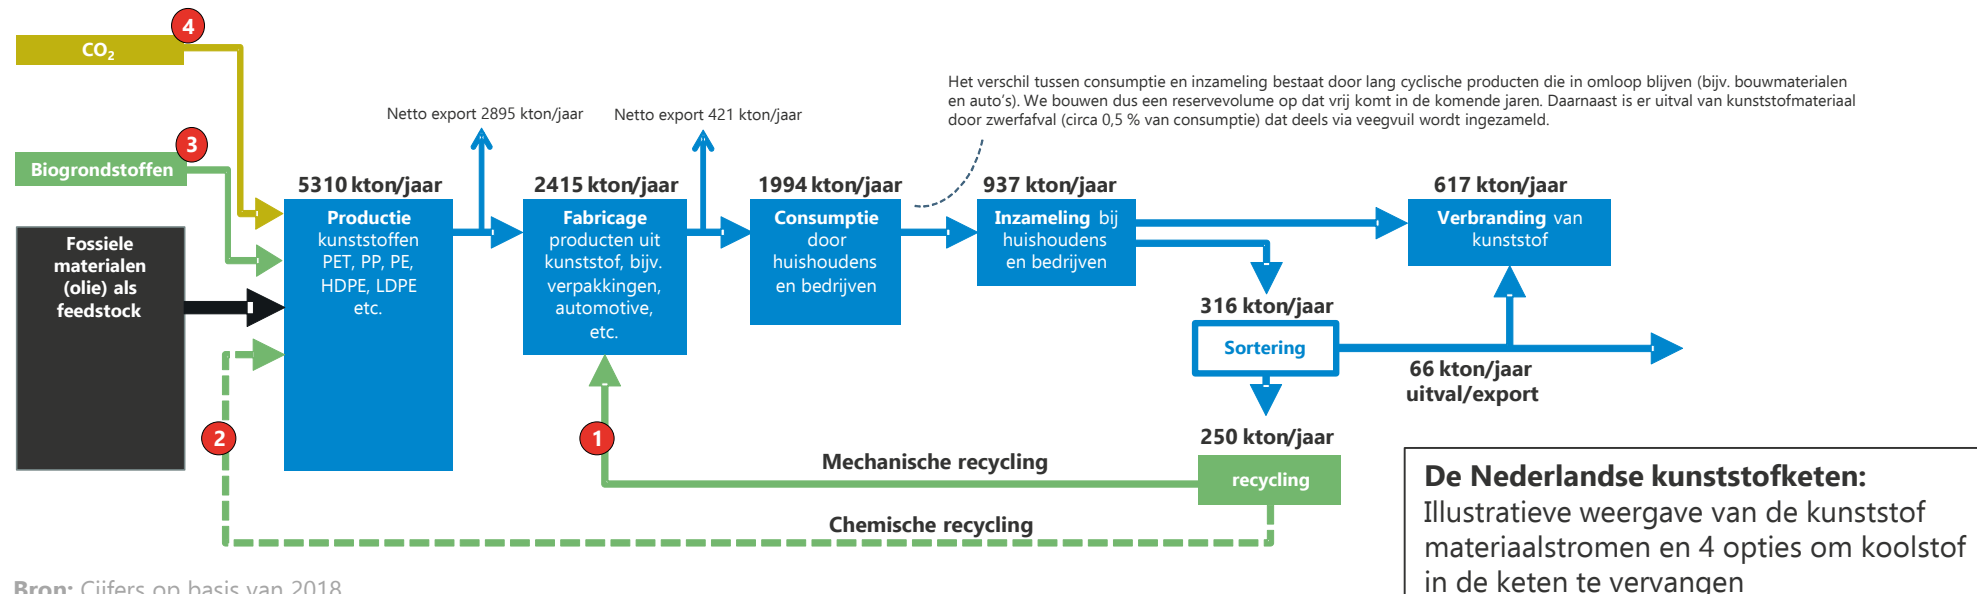 4
CO2
Het verschil tussen consumptie en inzameling bestaat door lang cyclische producten die in omloop blijven (bijv. bouwmaterialen
en auto's). We bouwen dus een reservevolume op dat vrij komt in de komende jaren. Daarnaast is er uitval van kunststofmateriaal
door zwerfafval (circa 0,5 % van consumptie) dat deels via veegvuil wordt ingezameld.
Netto export 2895 kton/jaar
Netto export 421 kton/jaar
3
Biogrondstoffen
5310 kton/jaar
2415 kton/jaar
1994 kton/jaar
937 kton/jaar
617 kton/jaar
Fossiele
materialen
(olie) als
feedstock
Productie
kunststoffen
PET, PP, PE,
HDPE, LDPE
etc.
Fabricage
producten uit
kunststof, bijv.
verpakkingen,
automotive,
etc.
Consumptie
door
huishoudens
en bedrijven
Inzameling bij
huishoudens
en bedrijven
Verbranding van
kunststof
316 kton/jaar
Sortering
66 kton/jaar
uitval/export
2
1
250 kton/jaar
recycling
Mechanische recycling
Chemische recycling
De Nederlandse kunststofketen:
Illustratieve weergave van de kunststof
materiaalstromen en 4 opties om koolstof
in de keten te vervangen
Bron: Cijfers op basis van 2018